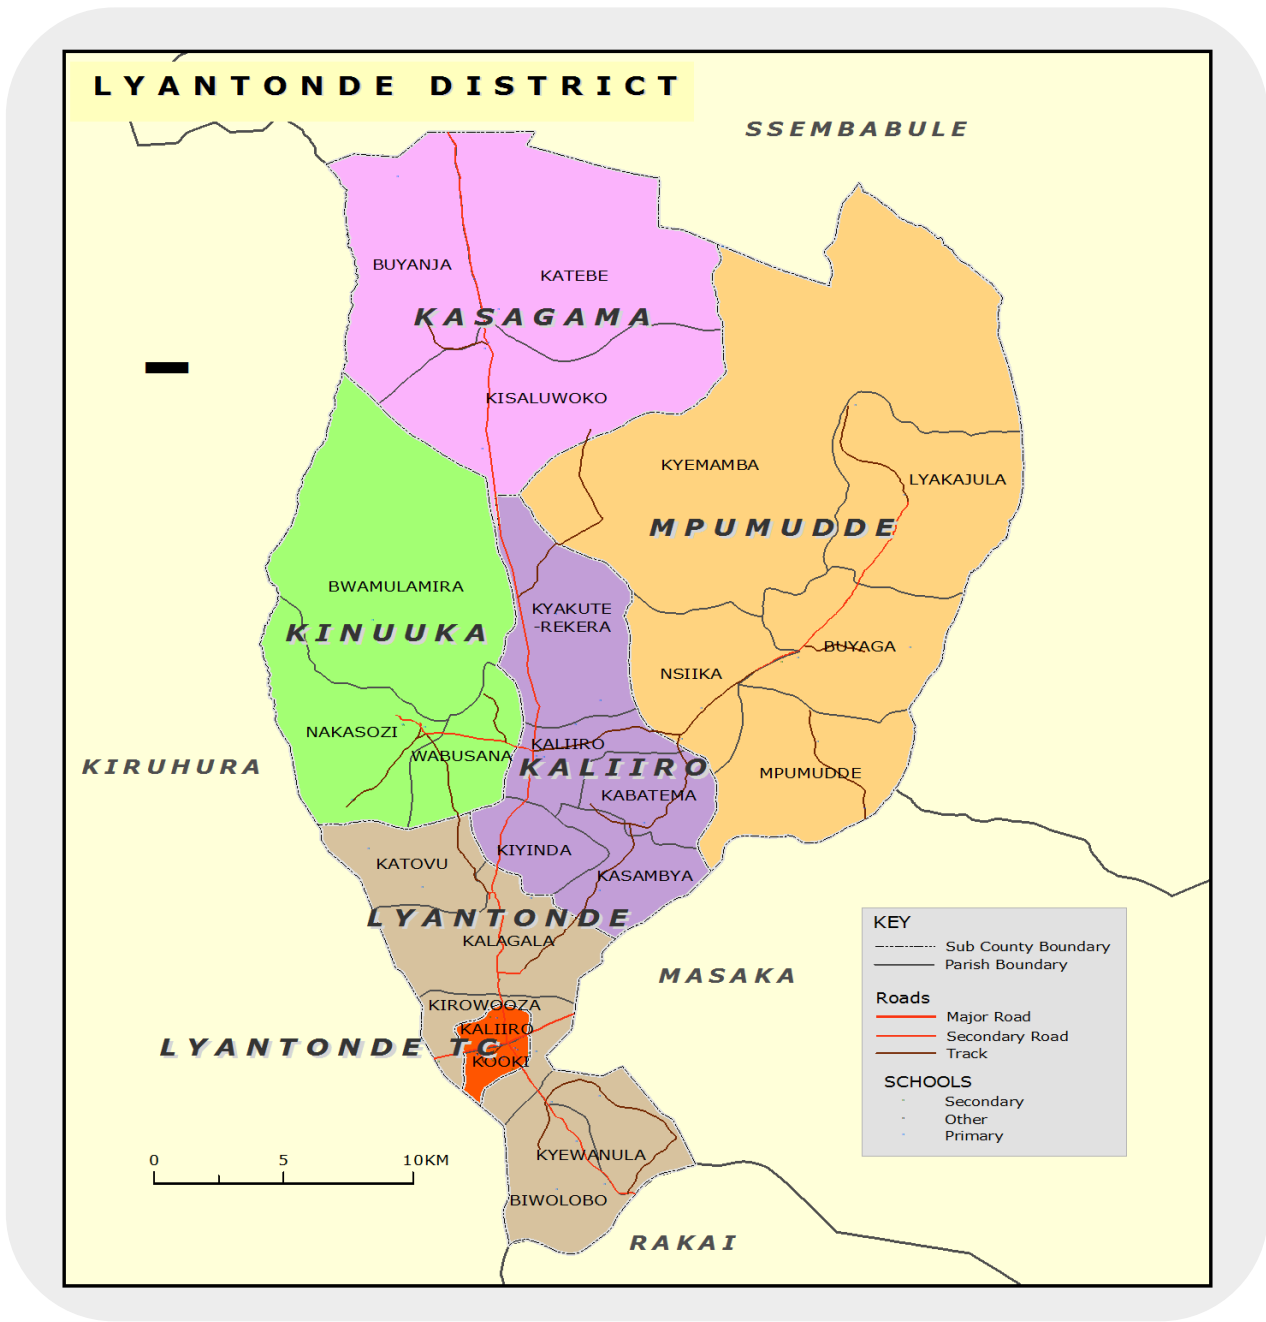 LYANTONDE DISTRICT
SSEMBABULE
BUYANJA
KATEBE
KASAGAMA
KISALUWOKO
KYEMAMBA
LYAKAJULA
MPUMUDDE
BWAMULAMIRA
KYAKUTE
-REKERA
KINUUKA
BUYAGA
NSIIKA
NAKASOZI
KALIIRO
WABUSANA
KIRUHURA
KALIIRO
MPUMUDDE
KABATEMA
KIYINDA
KATOVU
KASAMBYA
LYANTONDE
KALAGALA
MASAKA
KIROWOOZA
KALIIRO
LYANTONDE TC
KOOKI
KYEWANULA
BIWOLOBO
RAKAI
0 5 10KM
KEY
Sub County Boundary
Parish Boundary
Roads
Major Road
Secondary Road
Track
SCHOOLS
Secondary
Other
Primary